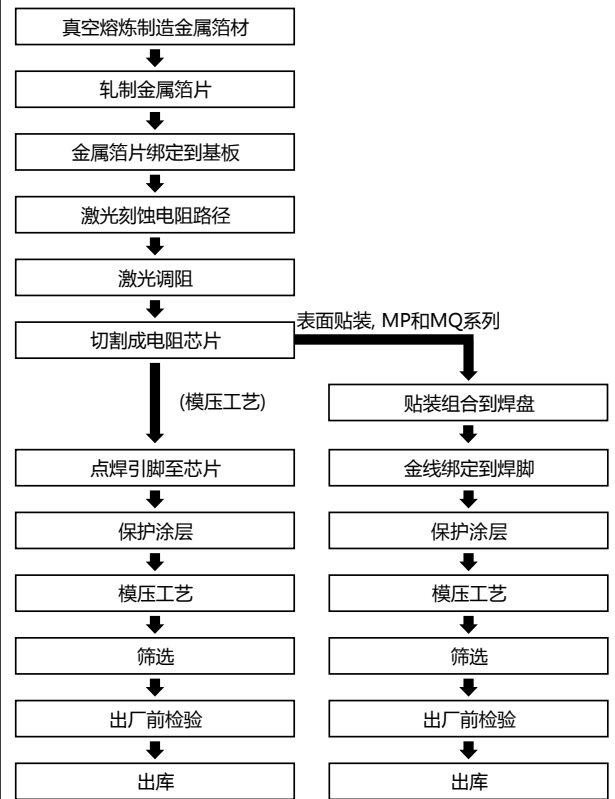 真空熔炼制造金属箔材
轧制金属箔片
金属箔片绑定到基板
激光刻蚀电阻路径
激光调阻
切割成电阻芯片
表面贴装, MP和MQ系列
(模压工艺)
点焊引脚至芯片
保护涂层
模压工艺
筛选
出厂前检验
出库
贴装组合到焊盘
金线绑定到焊脚
保护涂层
模压工艺
筛选
出厂前检验
出库